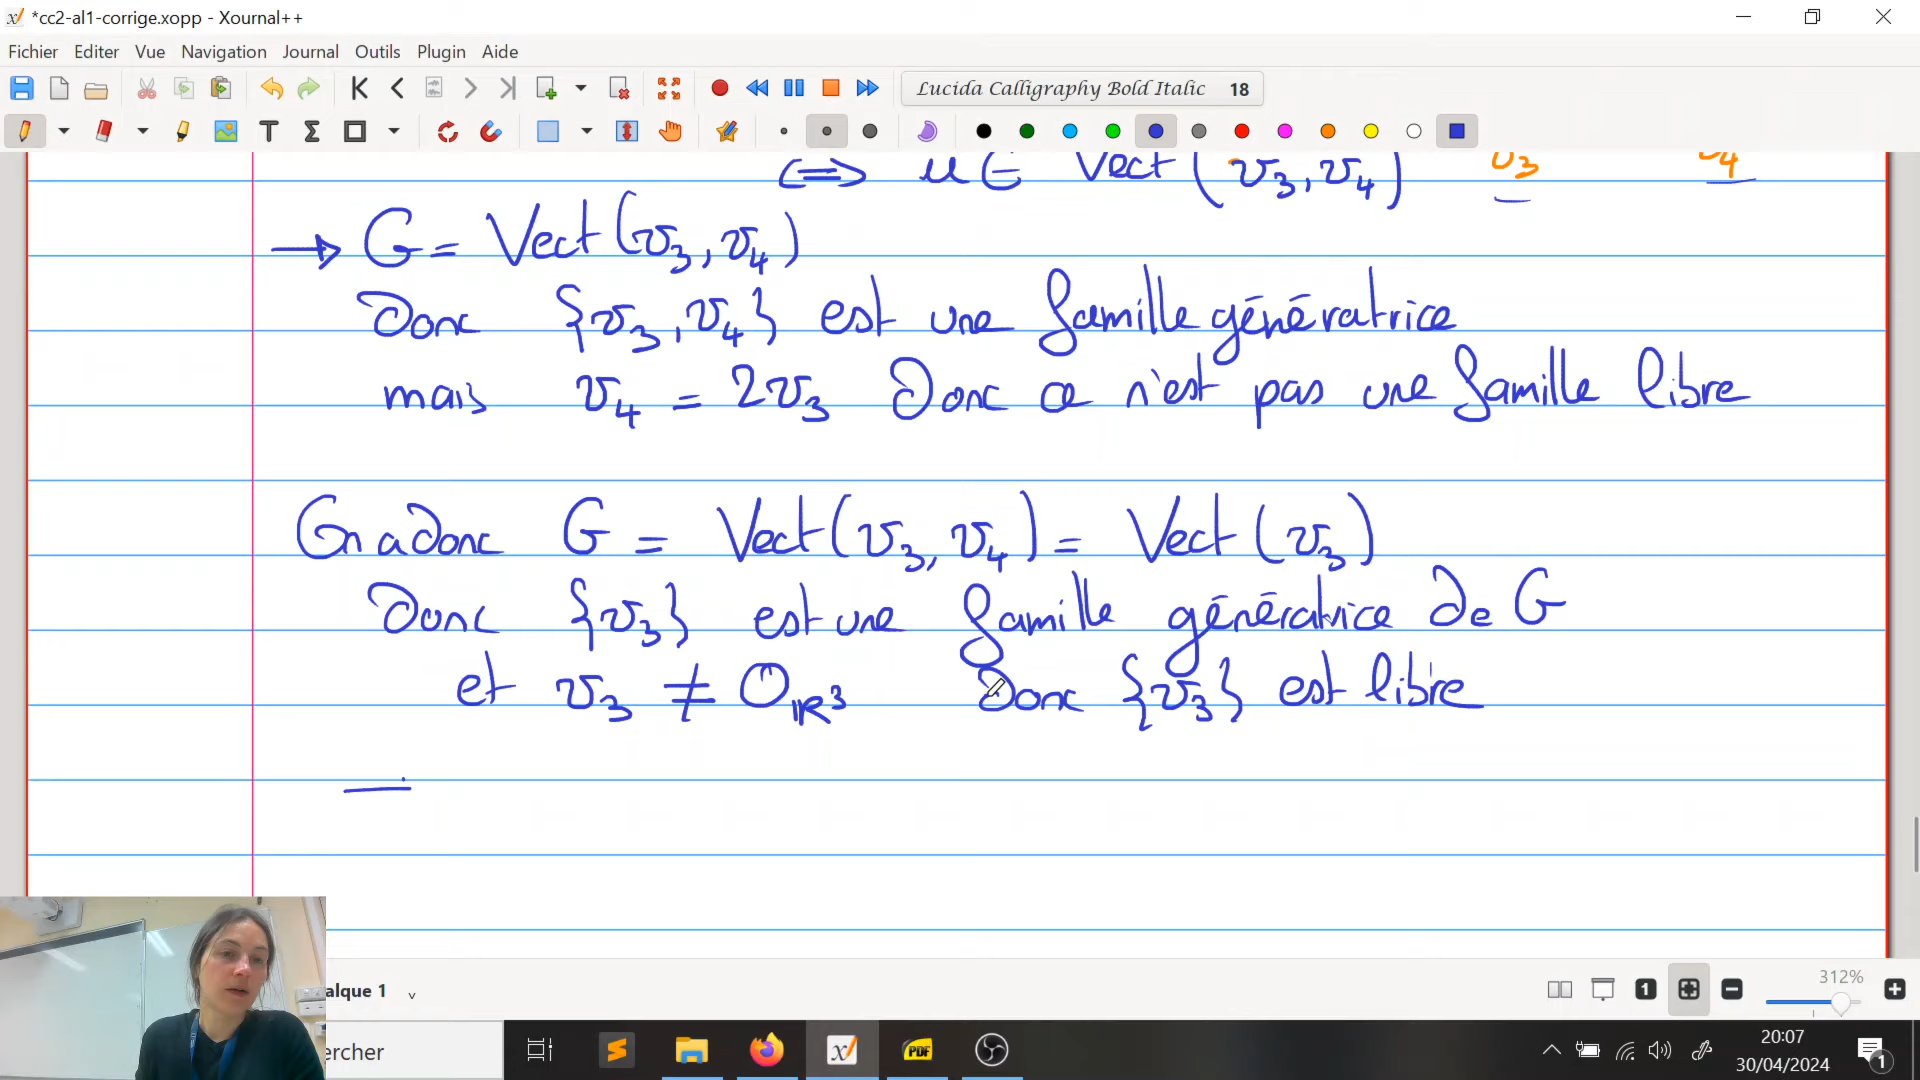 *cc2-al1-corrige.xopp - Xournal++
Fichier Editer Vue Navigation Journal Outils Plugin Aide
Lucida Calligraphy Bold Italic 18
⟺ u ∈ Vect(v₃, v₄) v₃ v₄
→ G = Vect(v₃, v₄)
Donc {v₃, v₄} est une famille génératrice
mais v₄ = 2v₃ Donc ce n'est pas une famille libre
On a donc G = Vect(v₃, v₄) = Vect(v₃)
Donc {v₃} est une famille génératrice de G
et v₃ ≠ 0_ℝ³ Donc {v₃} est libre
alque 1
312%
ercher
20:07
30/04/2024
1